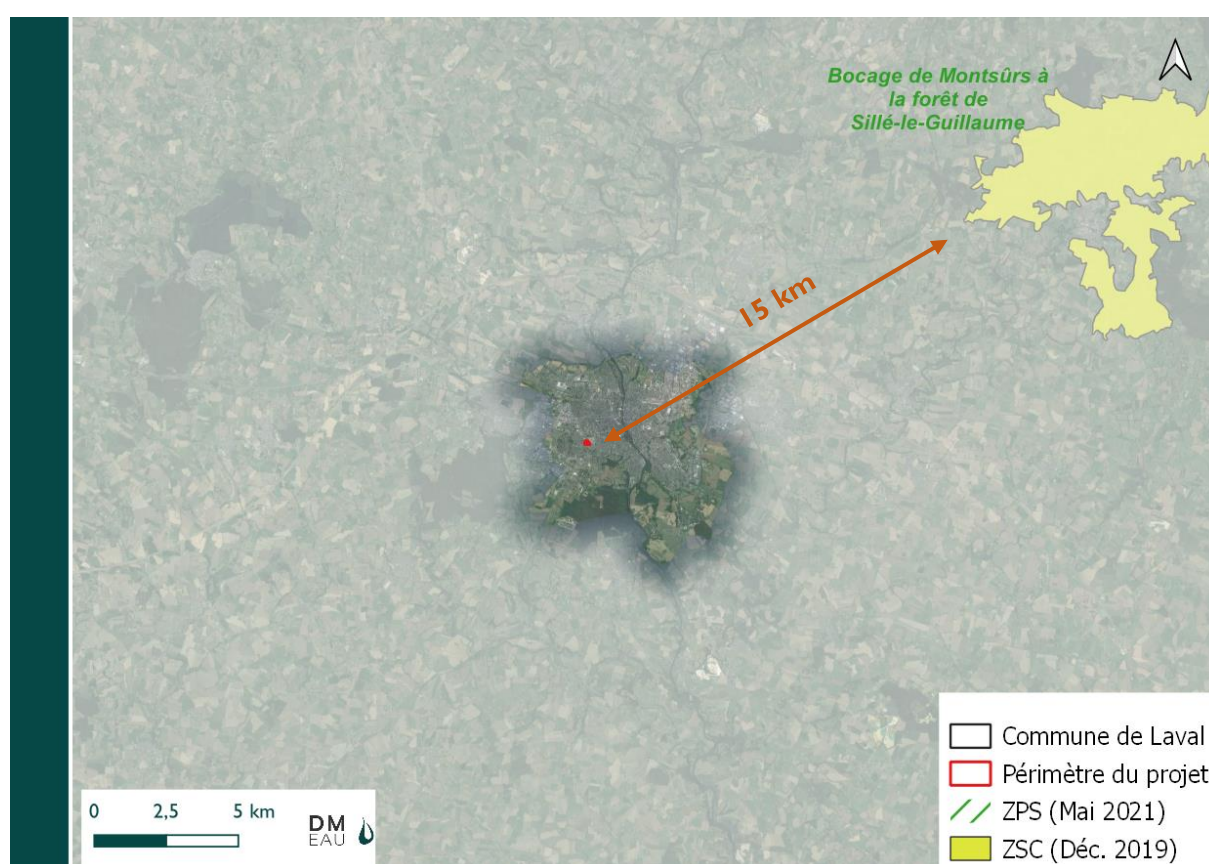 Bocage de Montsûrs à
la forêt de
Sillé-le-Guillaume
15 km
0 2,5 5 km
DM
EAU
Commune de Laval
Périmètre du projet
ZPS (Mai 2021)
ZSC (Déc. 2019)